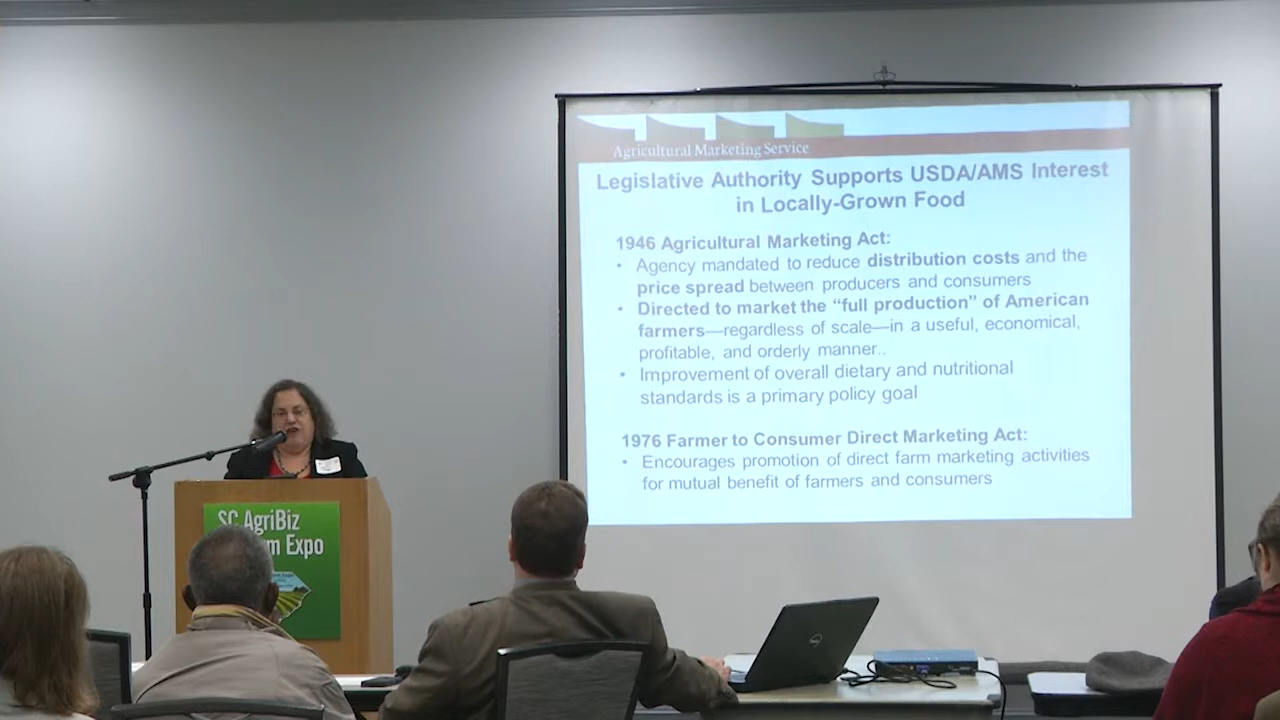 Agricultural Marketing Service
Legislative Authority Supports USDA/AMS Interest
in Locally-Grown Food
1946 Agricultural Marketing Act:
• Agency mandated to reduce distribution costs and the
price spread between producers and consumers
• Directed to market the “full production” of American
farmers—regardless of scale—in a useful, economical,
profitable, and orderly manner..
• Improvement of overall dietary and nutritional
standards is a primary policy goal
1976 Farmer to Consumer Direct Marketing Act:
• Encourages promotion of direct farm marketing activities
for mutual benefit of farmers and consumers
SC AgriBiz
Expo
DELL